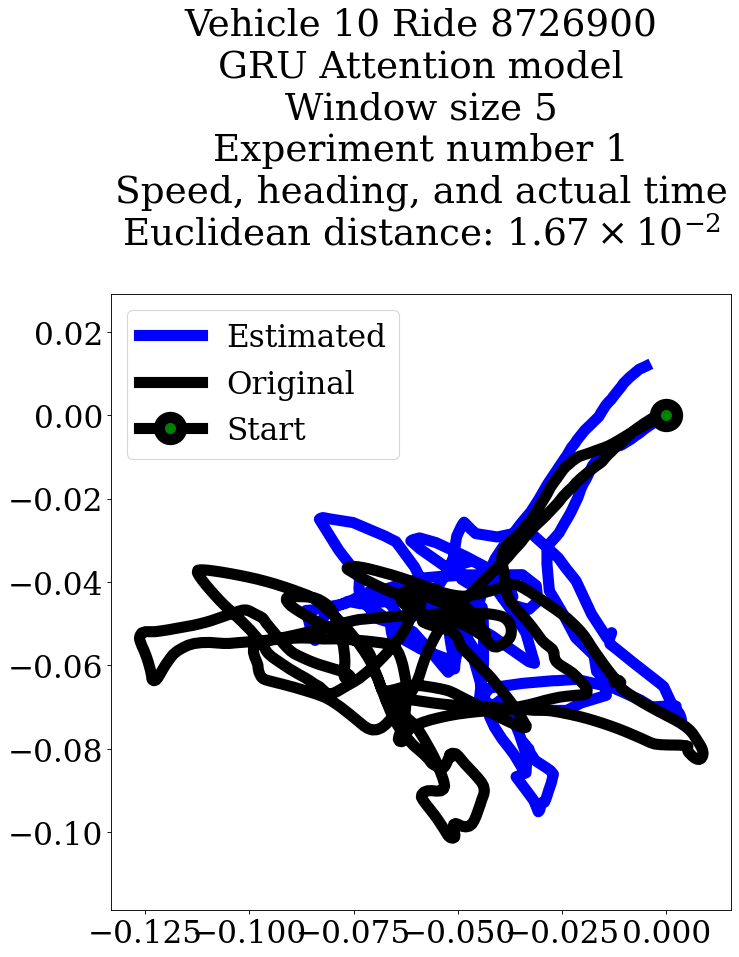 Vehicle 10 Ride 8726900
GRU Attention model
Window size 5
Experiment number 1
Speed, heading, and actual time
Euclidean distance: 1.67 × 10⁻²
Estimated
Original
Start
0.02
0.00
−0.02
−0.04
−0.06
−0.08
−0.10
−0.125 −0.100 −0.075 −0.050 −0.025 0.000